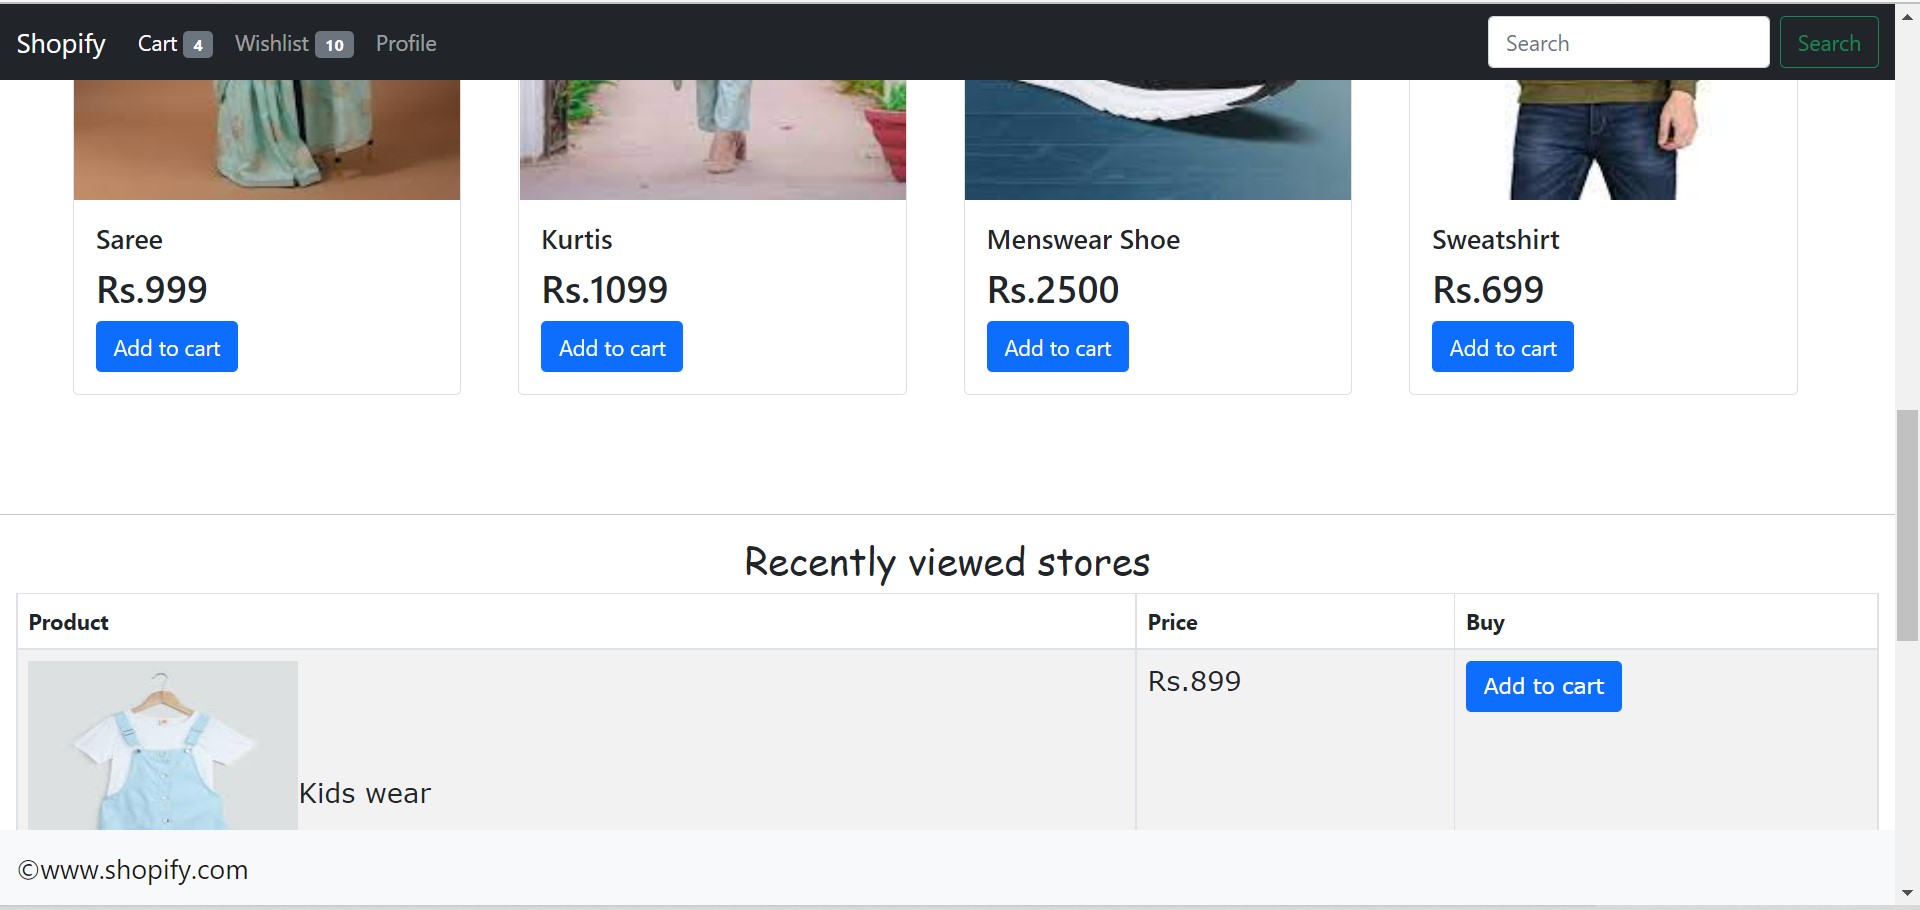 Shopify Cart 4 Wishlist 10 Profile Search Search
Saree
Rs.999
Add to cart
Kurtis
Rs.1099
Add to cart
Menswear Shoe
Rs.2500
Add to cart
Sweatshirt
Rs.699
Add to cart
Recently viewed stores
Product Price Buy
Kids wear Rs.899 Add to cart
©www.shopify.com